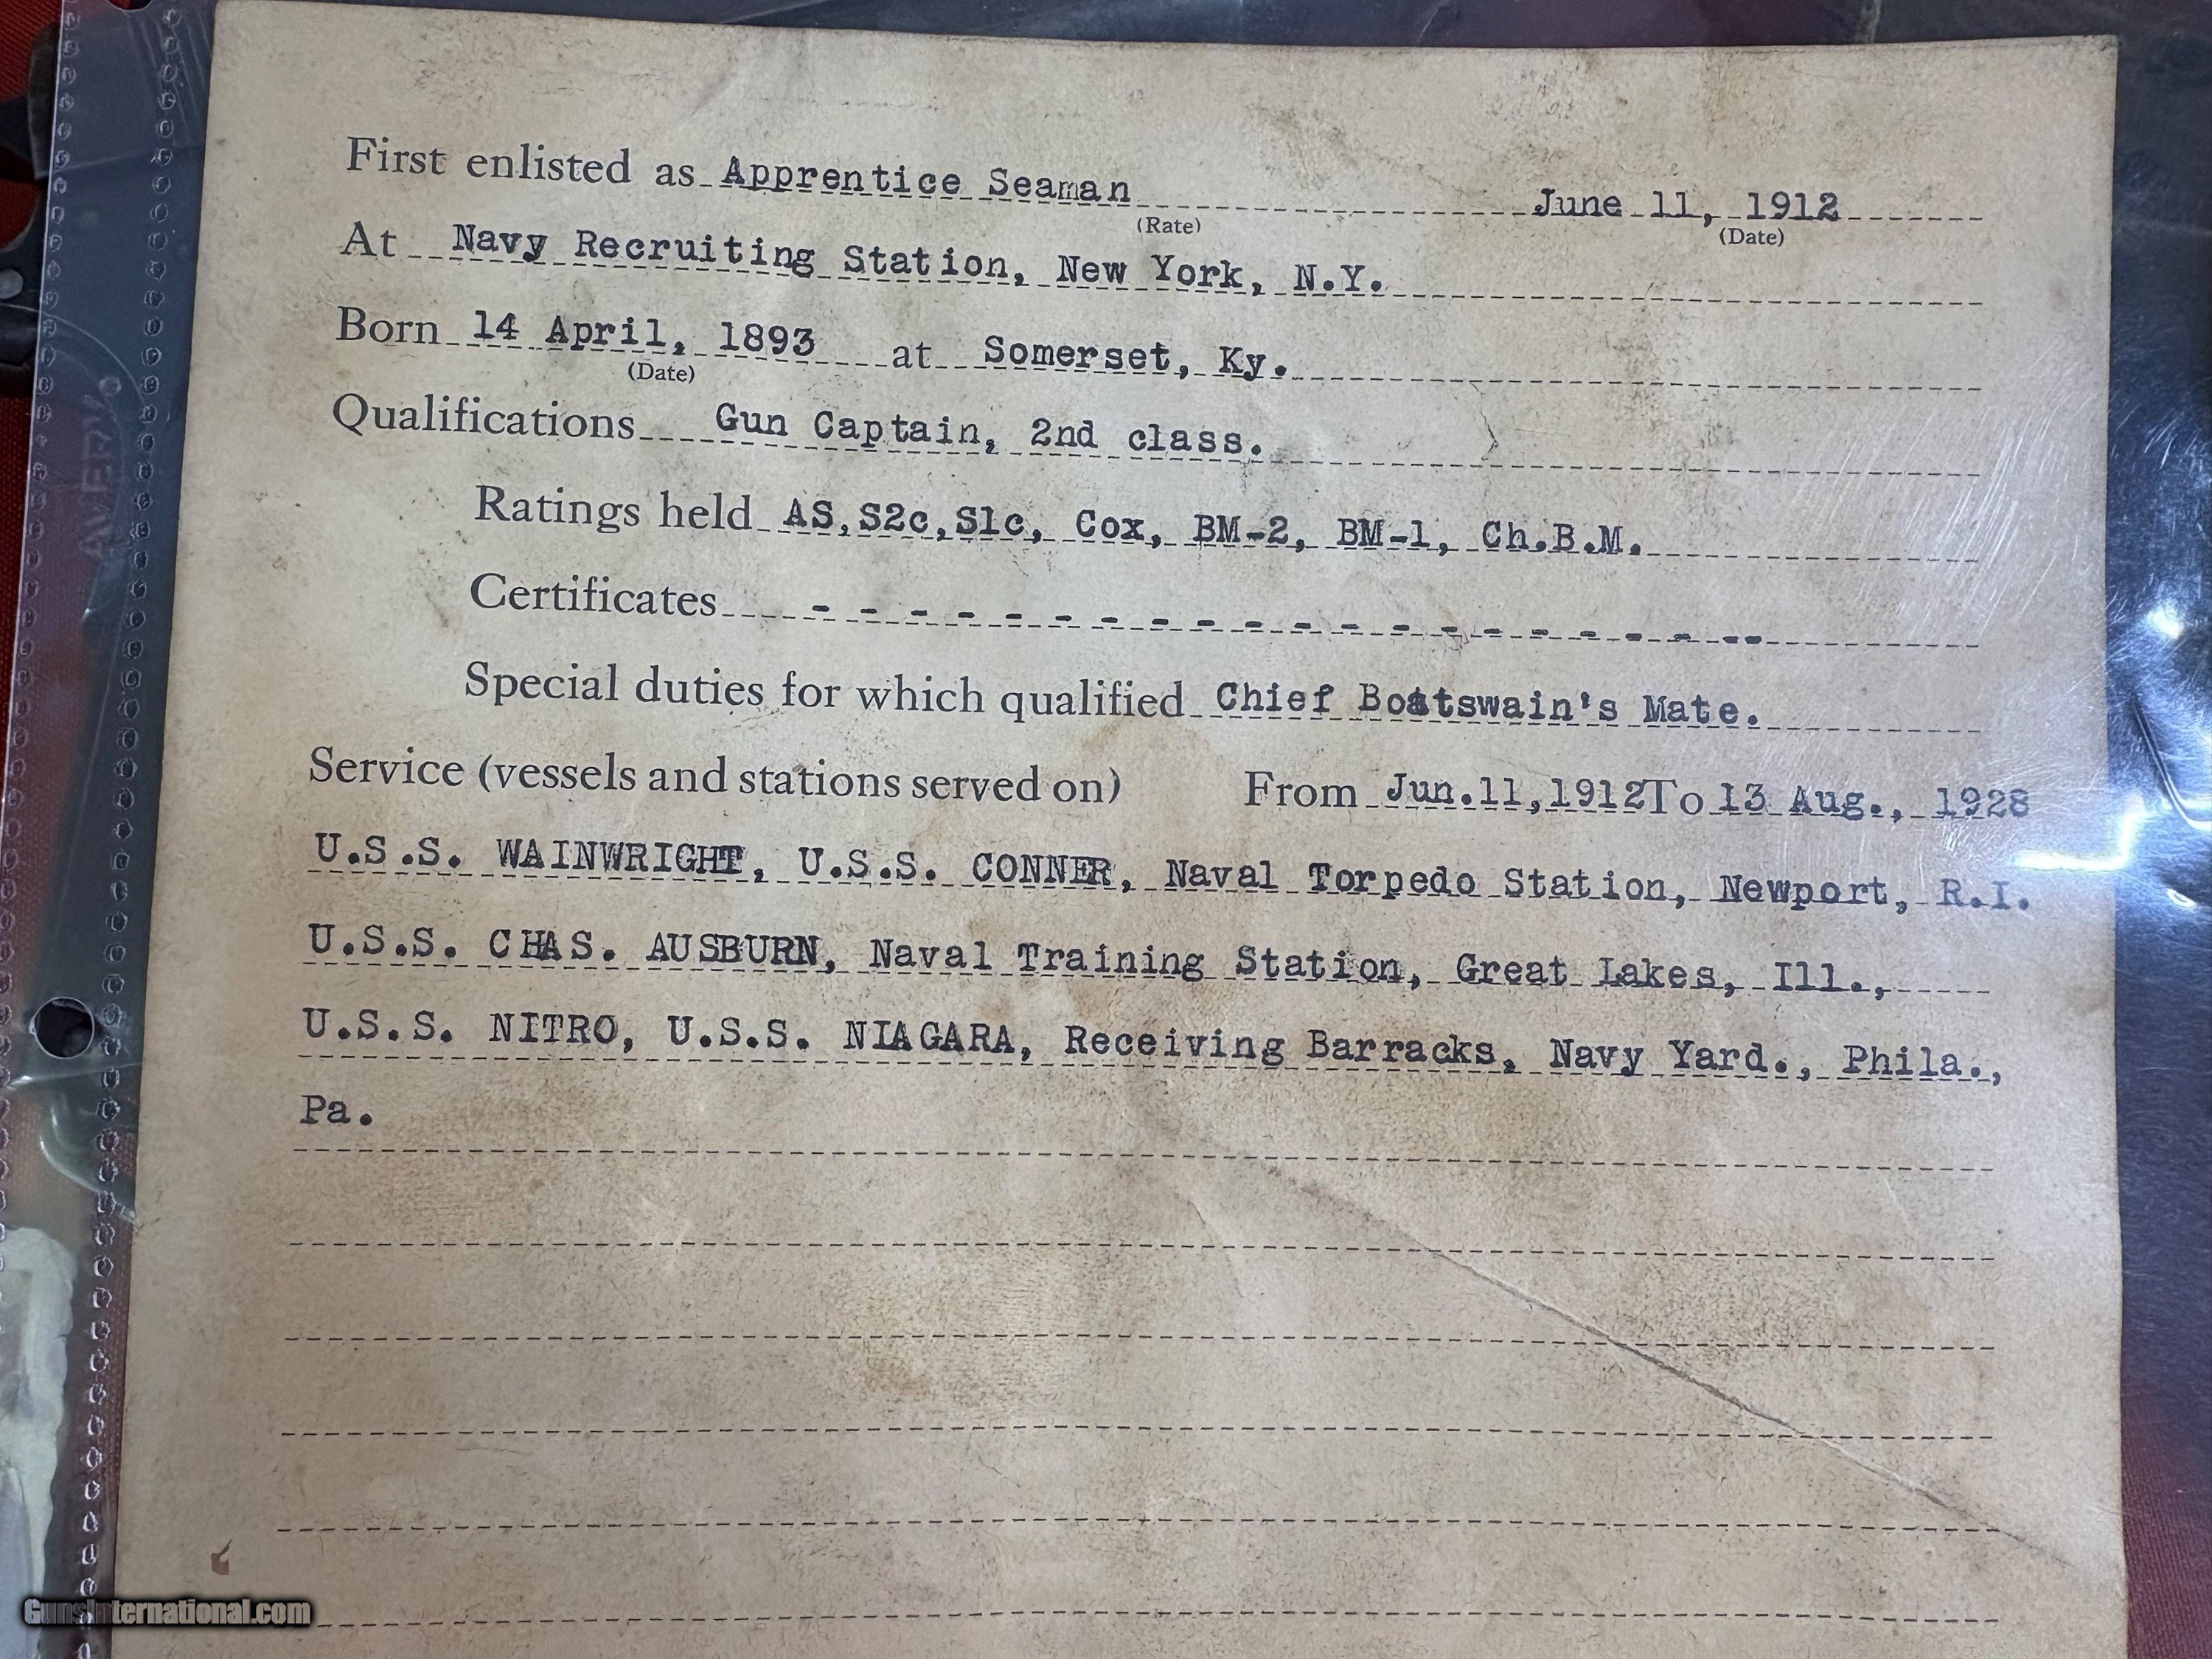 First enlisted as Apprentice Seaman June 11, 1912
(Rate) (Date)
At Navy Recruiting Station, New York, N.Y.
Born 14 April, 1893 at Somerset, Ky.
(Date)
Qualifications Gun Captain, 2nd class.
Ratings held AS,S2c,S1c, Cox, BM-2, BM-1, Ch.B.M.
Certificates - - - - - - - - - - - - - - - - - - - --
Special duties for which qualified Chief Boatswain's Mate.
Service (vessels and stations served on) From Jun.11,1912 To 13 Aug., 1928
U.S.S. WAINWRIGHT, U.S.S. CONNER, Naval Torpedo Station, Newport, R.I.
U.S.S. CHAS. AUSBURN, Naval Training Station, Great Lakes, Ill.,
U.S.S. NITRO, U.S.S. NIAGARA, Receiving Barracks, Navy Yard., Phila.,
Pa.
AVERY
GunsInternational.com